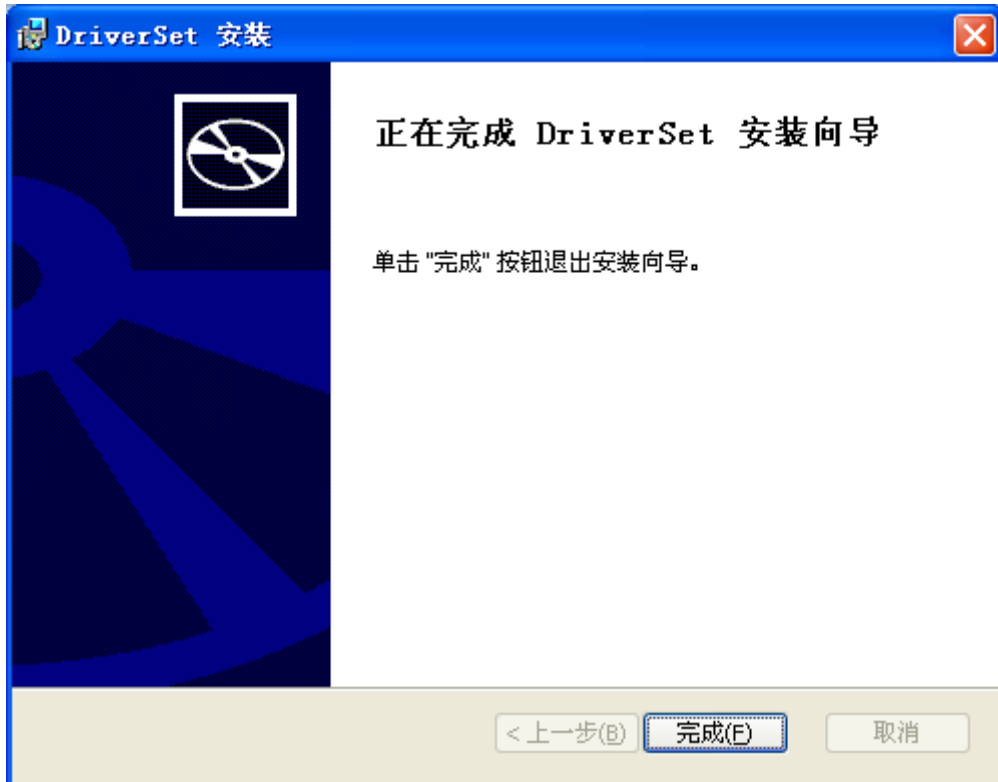 DriverSet 安装
正在完成 DriverSet 安装向导
单击 "完成" 按钮退出安装向导。
< 上一步(B)
完成(F)
取消